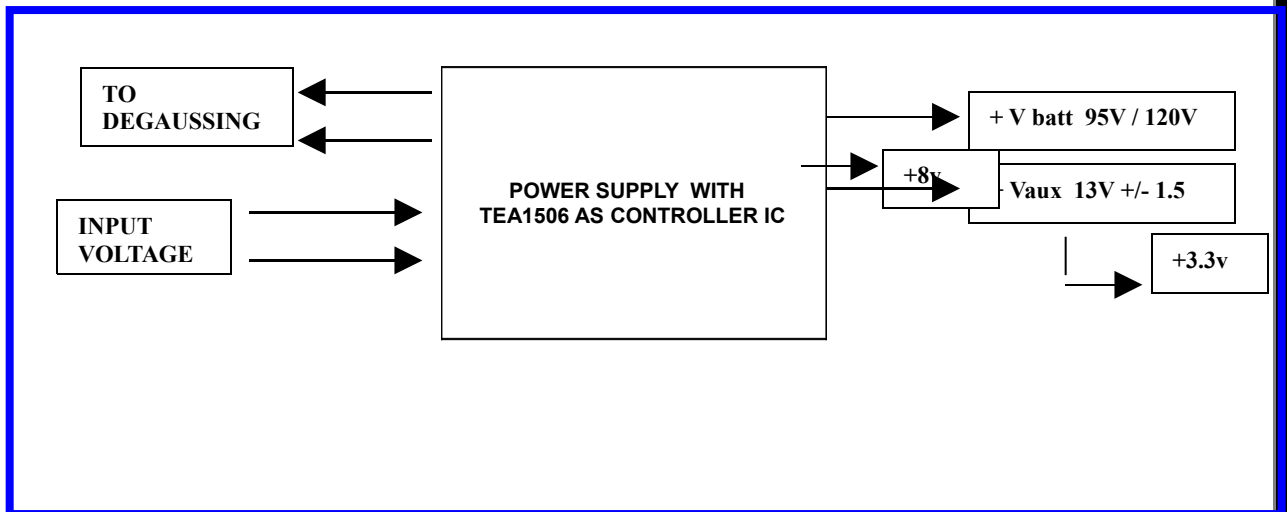 TO
DEGAUSSING
INPUT
VOLTAGE
POWER SUPPLY WITH
TEA1506 AS CONTROLLER IC
+ V batt 95V / 120V
+8v
Vaux 13V +/- 1.5
+3.3v